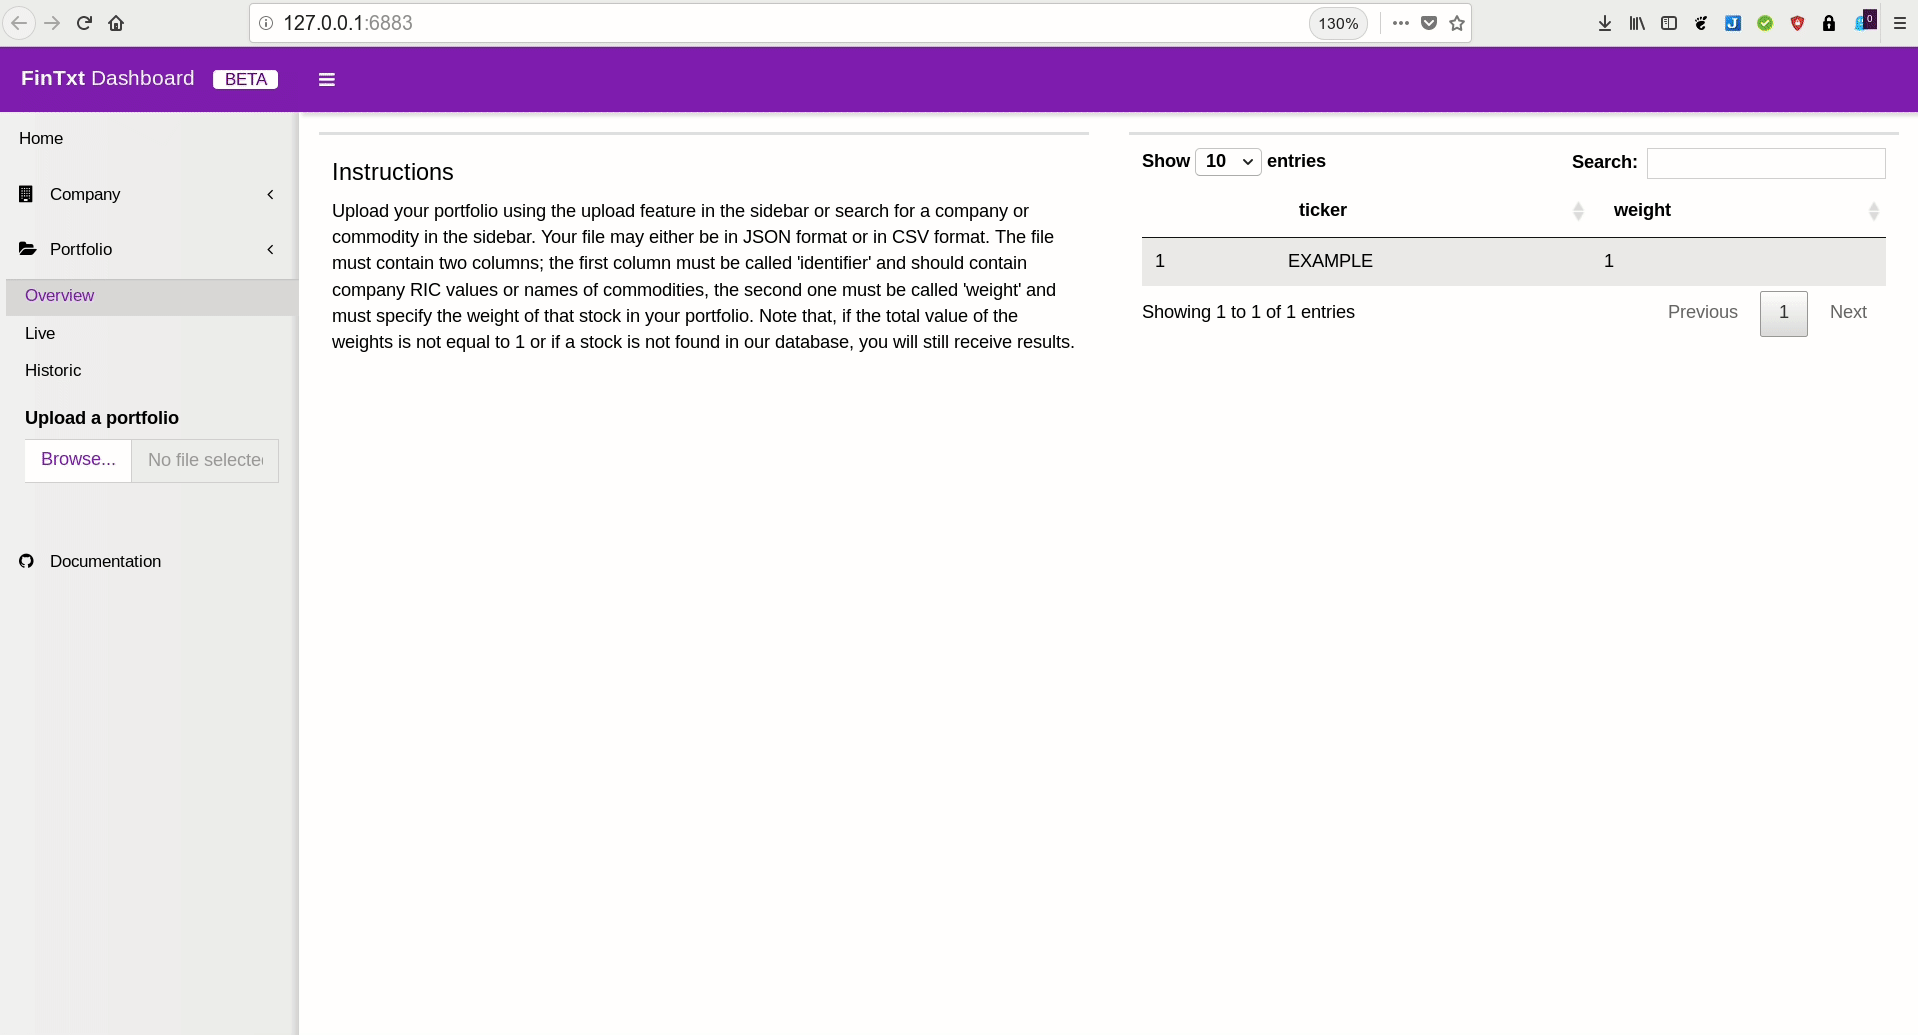 127.0.0.1:6883
130%
0
FinTxt Dashboard BETA
Home
Company
Portfolio
Overview
Live
Historic
Upload a portfolio
Browse... No file selected
Documentation
Instructions
Upload your portfolio using the upload feature in the sidebar or search for a company or
commodity in the sidebar. Your file may either be in JSON format or in CSV format. The file
must contain two columns; the first column must be called 'identifier' and should contain
company RIC values or names of commodities, the second one must be called 'weight' and
must specify the weight of that stock in your portfolio. Note that, if the total value of the
weights is not equal to 1 or if a stock is not found in our database, you will still receive results.
Show 10 entries
Search:
ticker weight
1 EXAMPLE 1
Showing 1 to 1 of 1 entries
Previous 1 Next